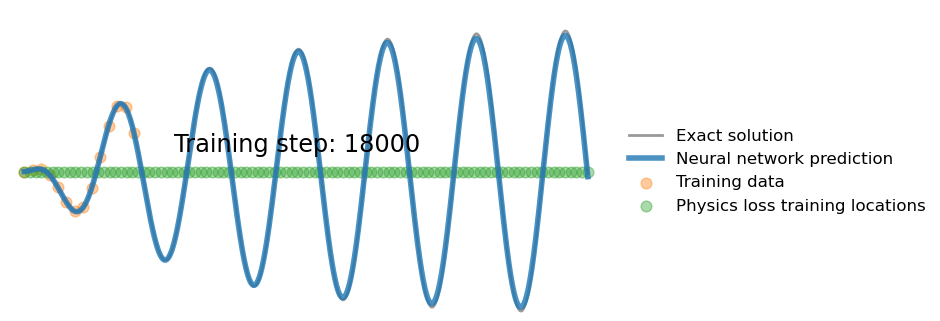 Training step: 18000
Exact solution
Neural network prediction
Training data
Physics loss training locations